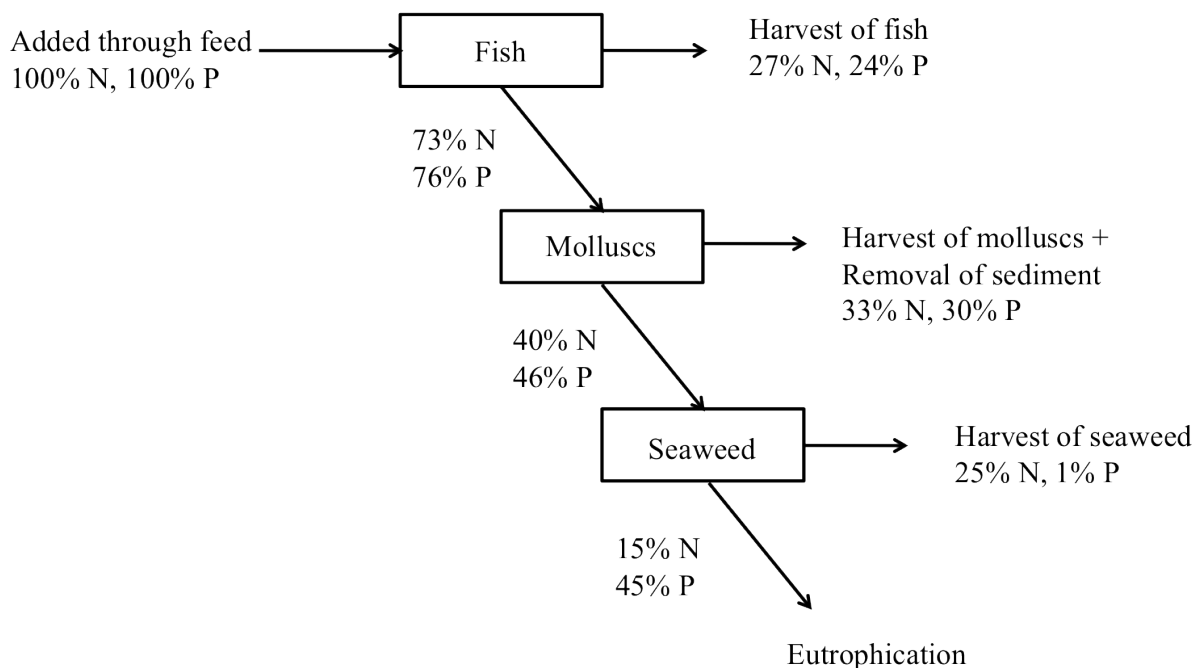 Added through feed
100% N, 100% P
Fish
Harvest of fish
27% N, 24% P
73% N
76% P
Molluscs
Harvest of molluscs +
Removal of sediment
33% N, 30% P
40% N
46% P
Seaweed
Harvest of seaweed
25% N, 1% P
15% N
45% P
Eutrophication